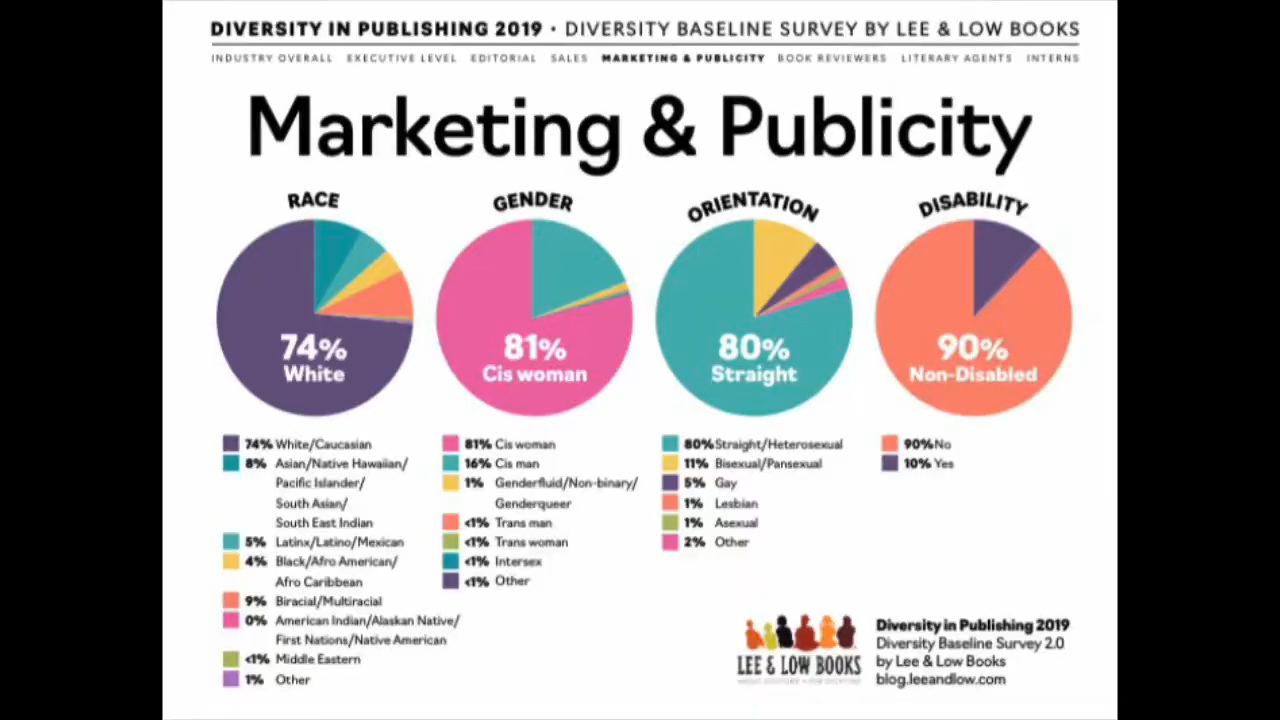 DIVERSITY IN PUBLISHING 2019 • DIVERSITY BASELINE SURVEY BY LEE & LOW BOOKS
INDUSTRY OVERALL EXECUTIVE LEVEL EDITORIAL SALES MARKETING & PUBLICITY BOOK REVIEWERS LITERARY AGENTS INTERNS
Marketing & Publicity
RACE
74%
White
74% White/Caucasian
8% Asian/Native Hawaiian/
Pacific Islander/
South Asian/
South East Indian
5% Latinx/Latino/Mexican
4% Black/Afro American/
Afro Caribbean
9% Biracial/Multiracial
0% American Indian/Alaskan Native/
First Nations/Native American
<1% Middle Eastern
1% Other
GENDER
81%
Cis woman
81% Cis woman
16% Cis man
1% Genderfluid/Non-binary/
Genderqueer
<1% Trans man
<1% Trans woman
<1% Intersex
<1% Other
ORIENTATION
80%
Straight
80% Straight/Heterosexual
11% Bisexual/Pansexual
5% Gay
1% Lesbian
1% Asexual
2% Other
DISABILITY
90%
Non-Disabled
90% No
10% Yes
LEE & LOW BOOKS
Diversity in Publishing 2019
Diversity Baseline Survey 2.0
by Lee & Low Books
blog.leeandlow.com